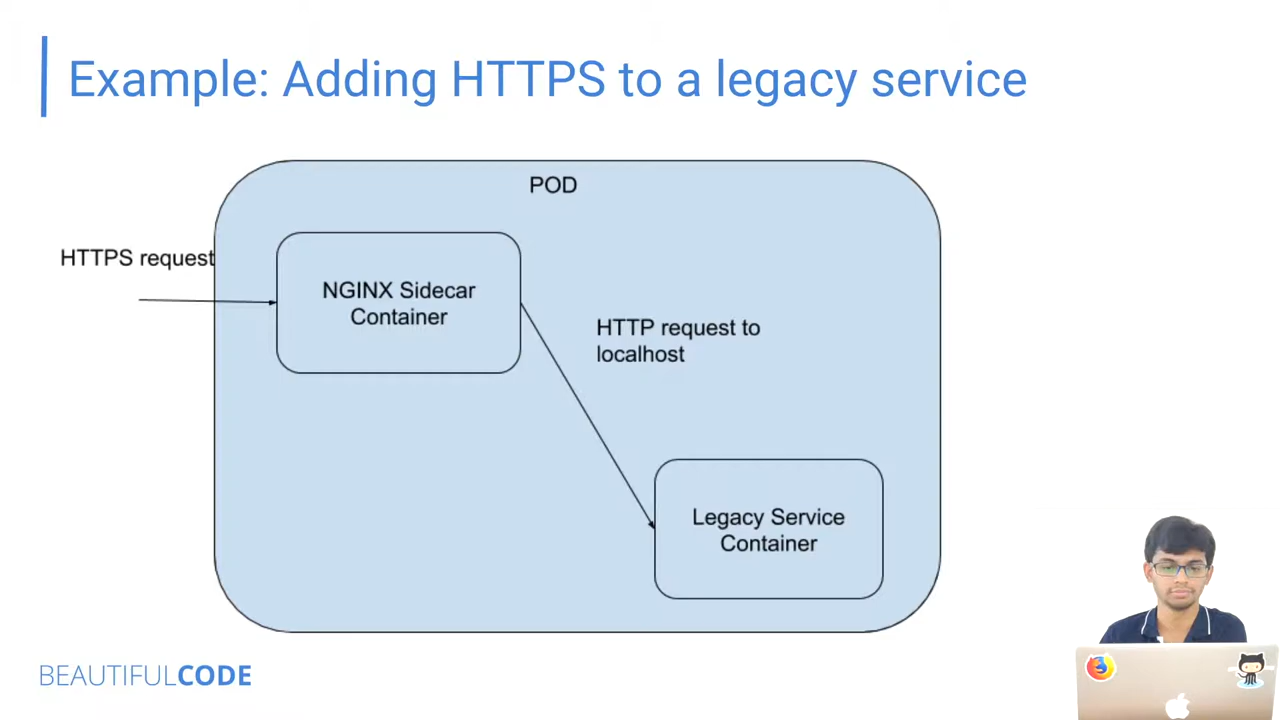 Example: Adding HTTPS to a legacy service
POD
HTTPS request
NGINX Sidecar
Container
HTTP request to
localhost
Legacy Service
Container
BEAUTIFULCODE